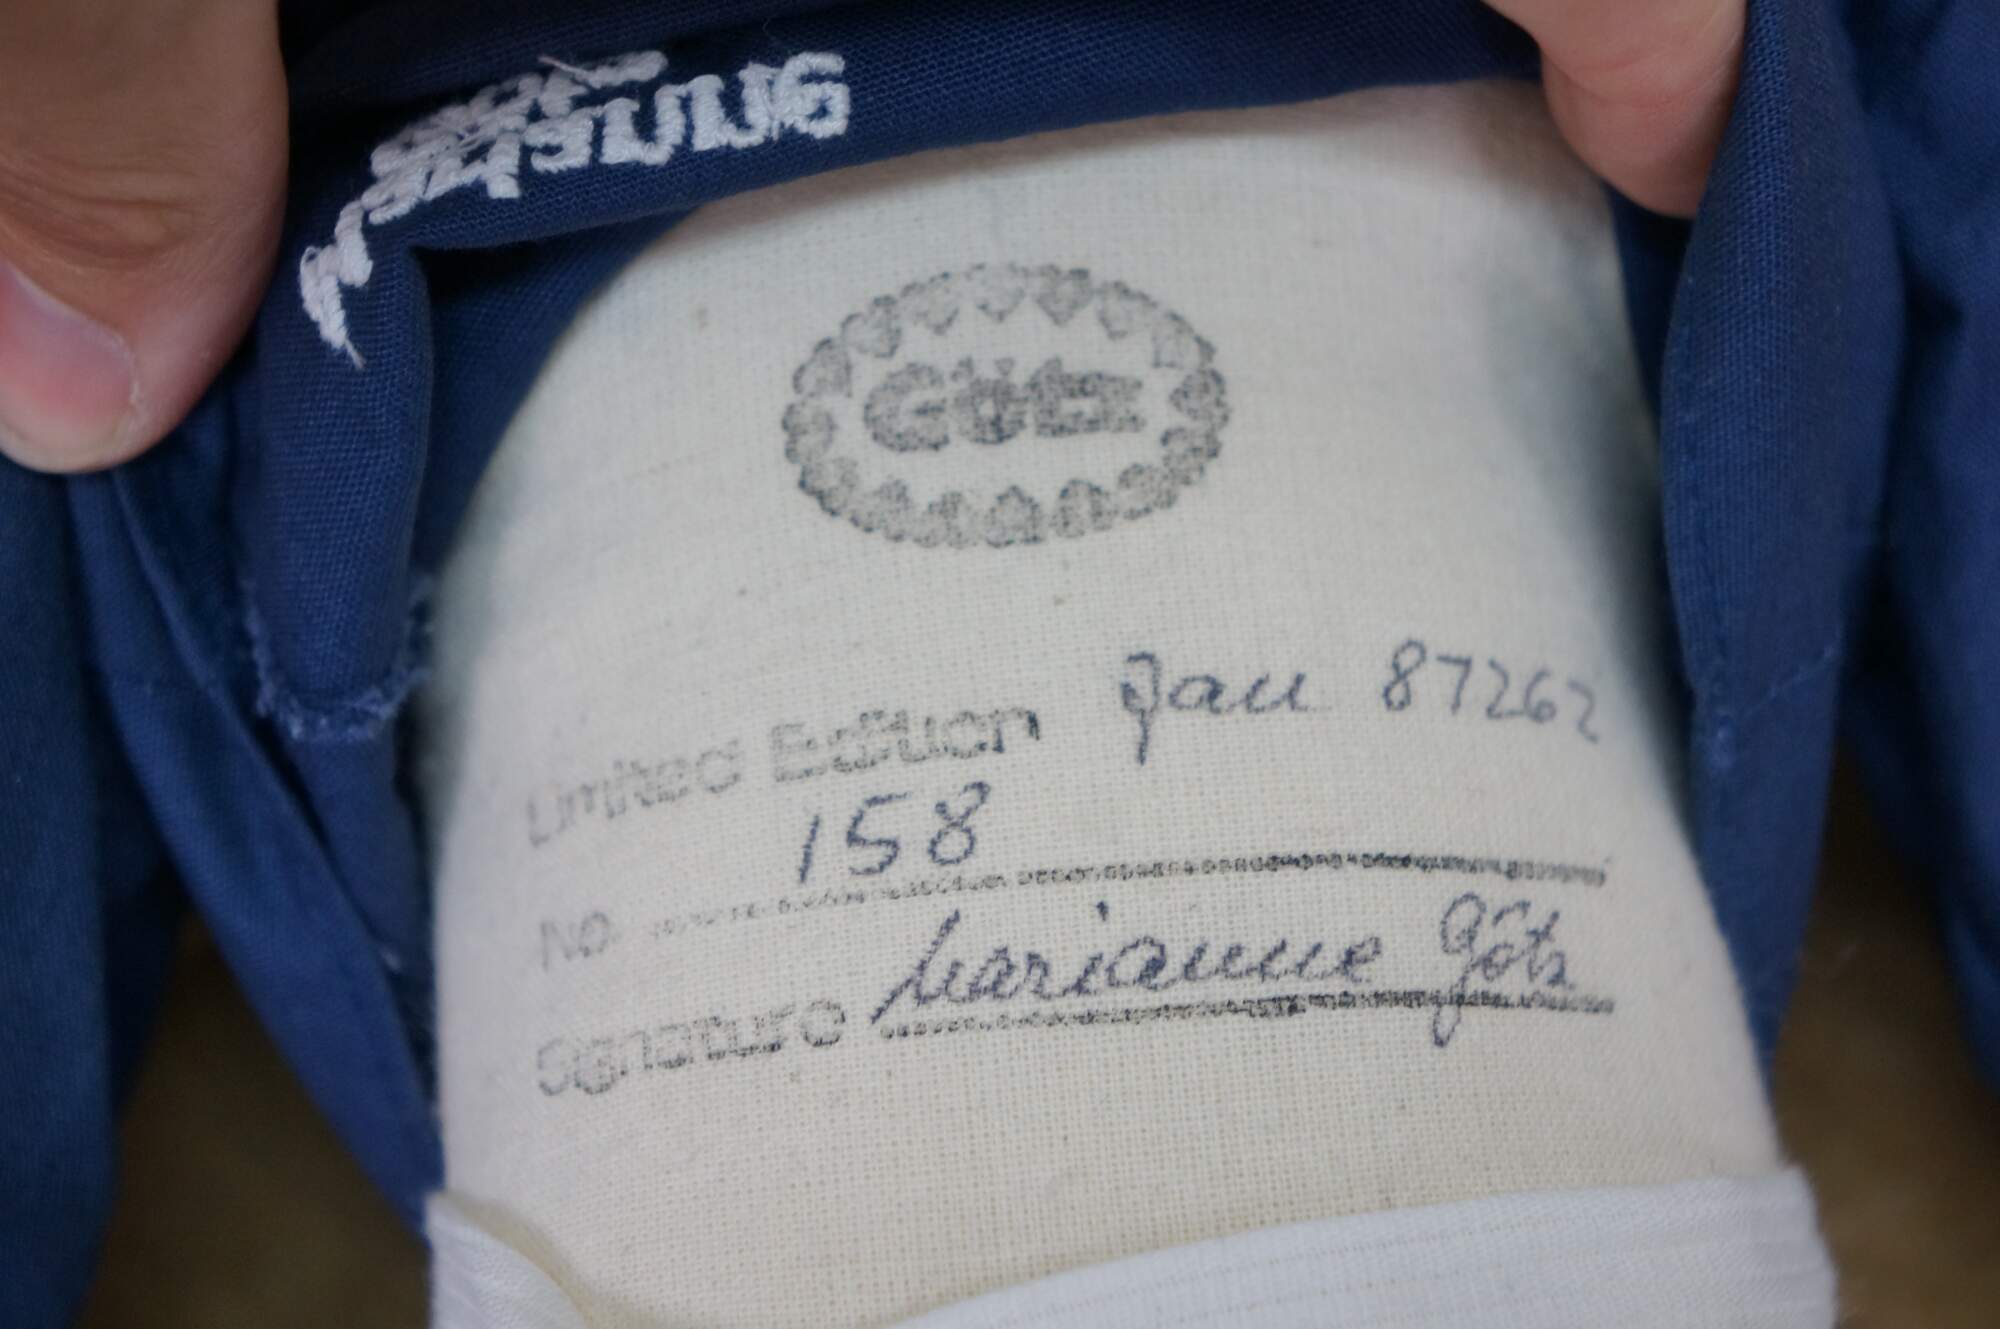 Götz
Limited Edition Jan 87262
No. 158
Signature Marianne Götz